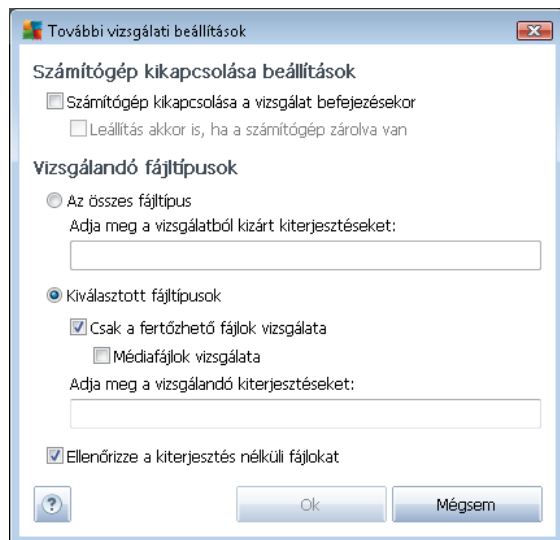 További vizsgálati beállítások
Számítógép kikapcsolása beállítások
Számítógép kikapcsolása a vizsgálat befejezésekor
Leállítás akkor is, ha a számítógép zárolva van
Vizsgálandó fájltípusok
Az összes fájltípus
Adja meg a vizsgálatból kizárt kiterjesztéseket:
Kiválasztott fájltípusok
Csak a fertőzhető fájlok vizsgálata
Médiafájlok vizsgálata
Adja meg a vizsgálandó kiterjesztéseket:
Ellenőrizze a kiterjesztés nélküli fájlokat
? Ok Mégsem